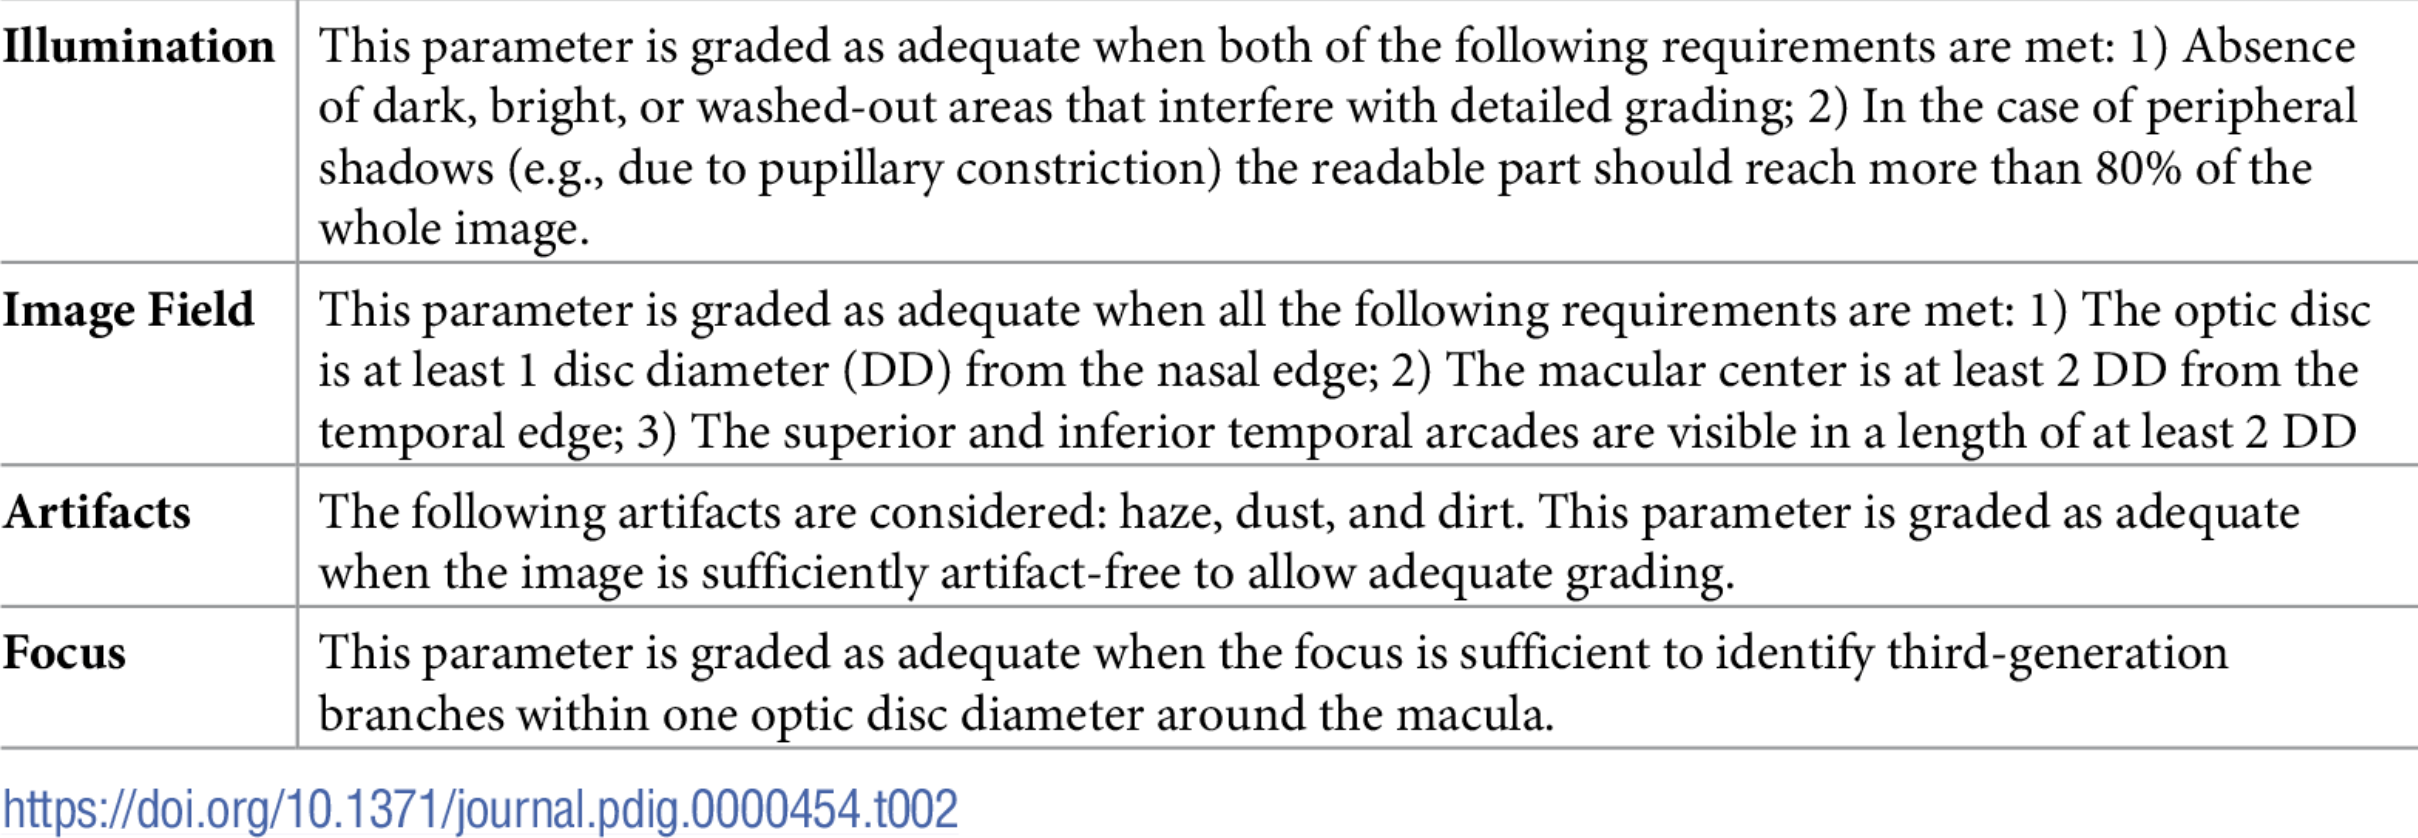 Illumination This parameter is graded as adequate when both of the following requirements are met: 1) Absence
of dark, bright, or washed-out areas that interfere with detailed grading; 2) In the case of peripheral
shadows (e.g., due to pupillary constriction) the readable part should reach more than 80% of the
whole image.
Image Field This parameter is graded as adequate when all the following requirements are met: 1) The optic disc
is at least 1 disc diameter (DD) from the nasal edge; 2) The macular center is at least 2 DD from the
temporal edge; 3) The superior and inferior temporal arcades are visible in a length of at least 2 DD
Artifacts The following artifacts are considered: haze, dust, and dirt. This parameter is graded as adequate
when the image is sufficiently artifact-free to allow adequate grading.
Focus This parameter is graded as adequate when the focus is sufficient to identify third-generation
branches within one optic disc diameter around the macula.
https://doi.org/10.1371/journal.pdig.0000454.t002